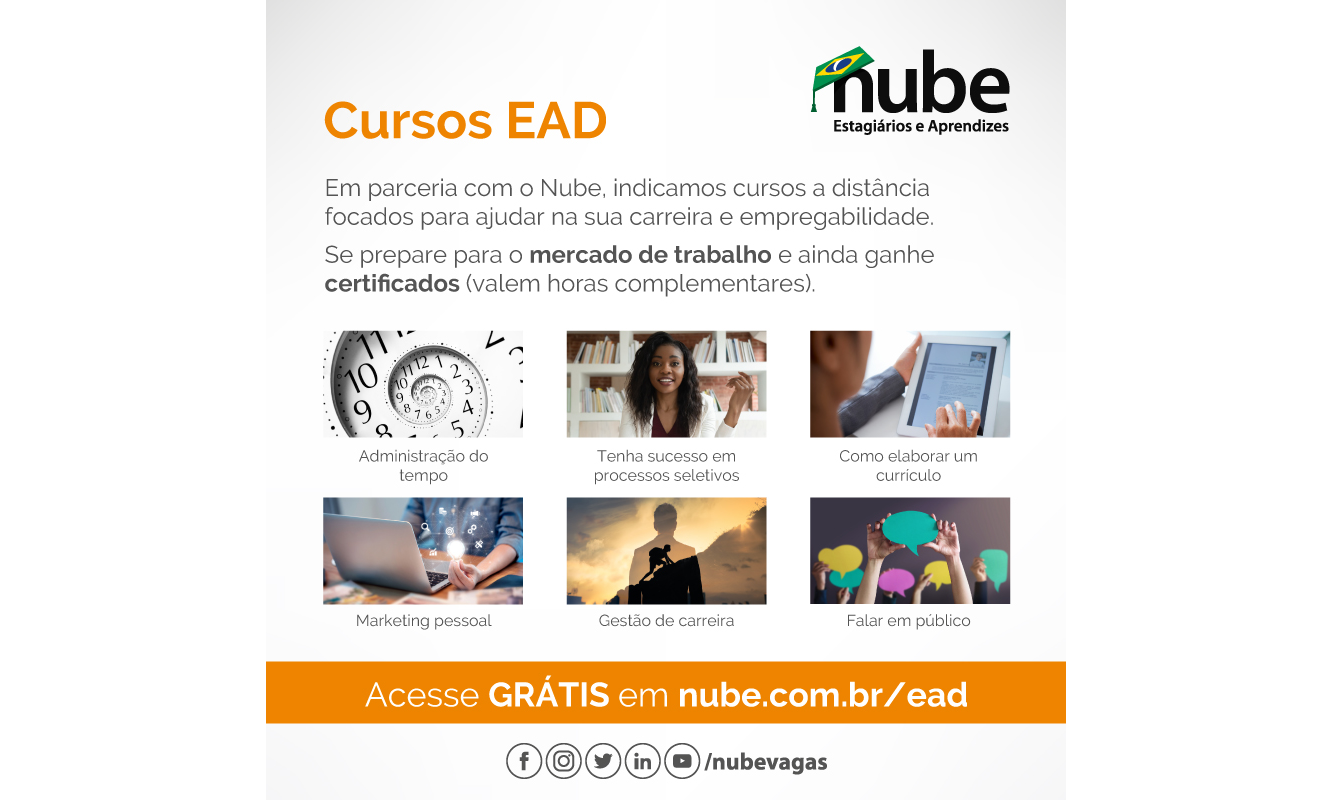 nube
Estagiários e Aprendizes
Cursos EAD
Em parceria com o Nube, indicamos cursos a distância
focados para ajudar na sua carreira e empregabilidade.
Se prepare para o mercado de trabalho e ainda ganhe
certificados (valem horas complementares).
Administração do
tempo
Tenha sucesso em
processos seletivos
Como elaborar um
currículo
Marketing pessoal
Gestão de carreira
Falar em público
Acesse GRÁTIS em nube.com.br/ead
/nubevagas